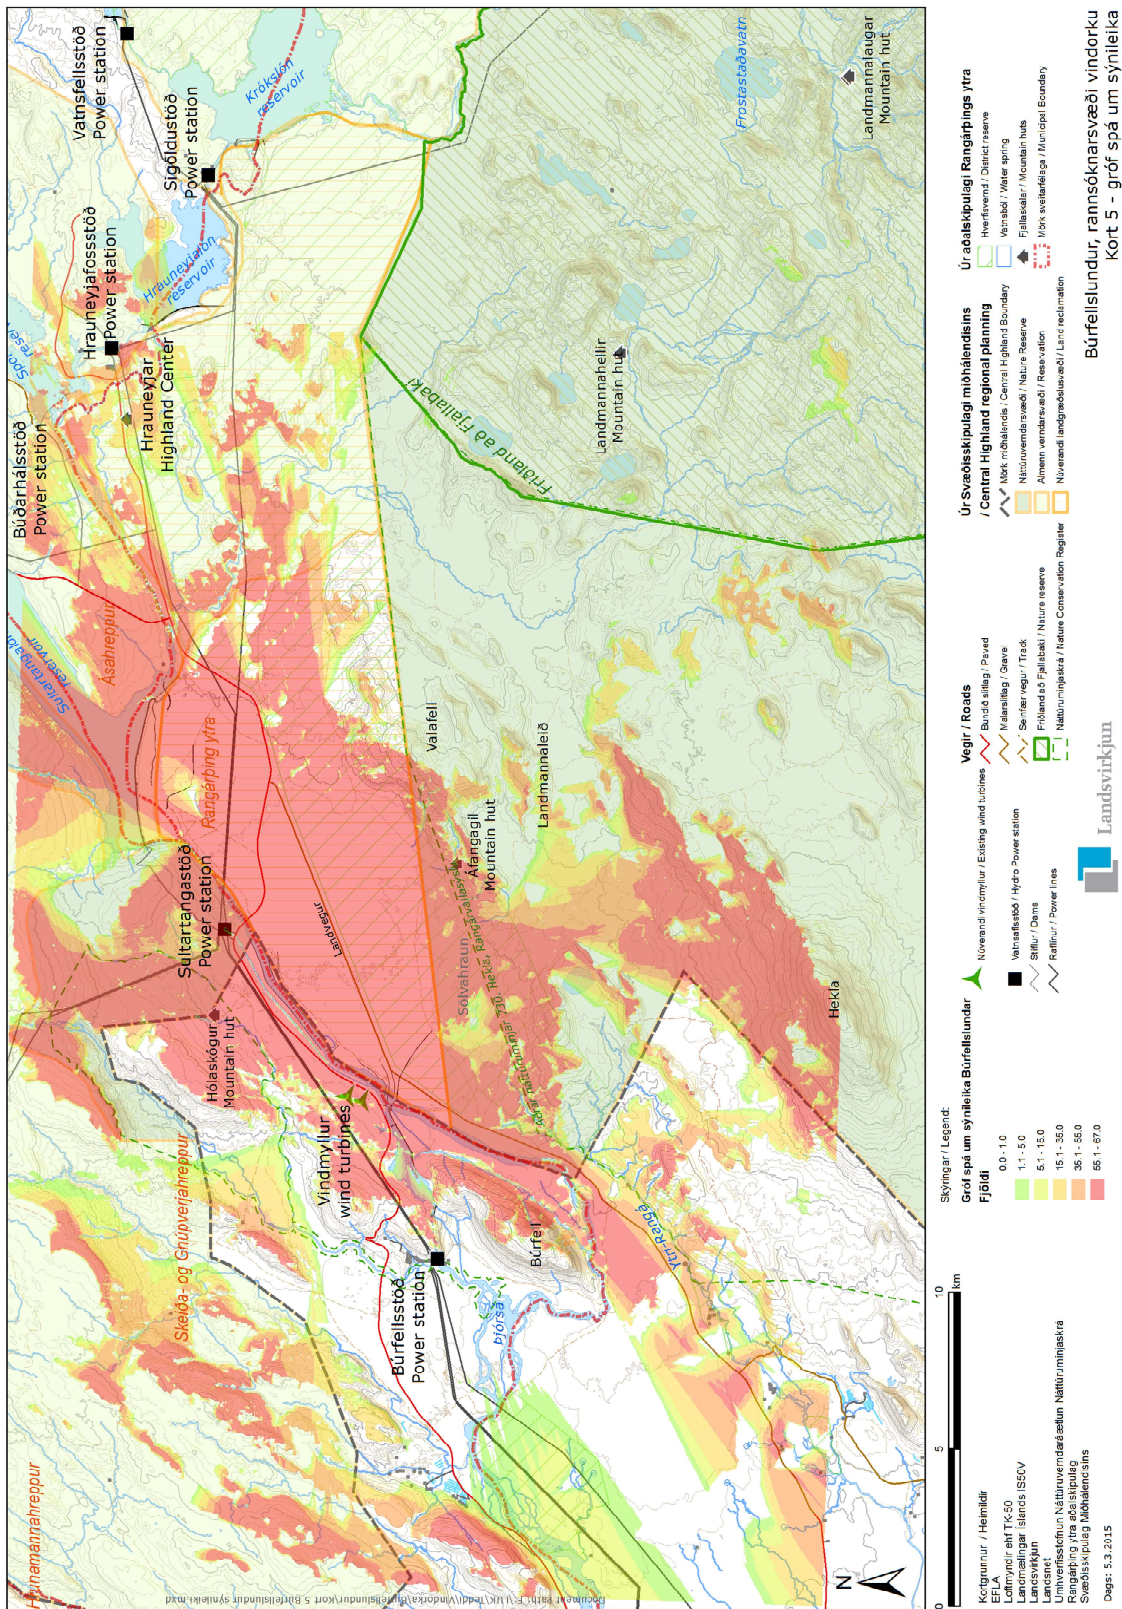 Vatnsfellsstöð
Power station
Sigöldustöð
Power station
Krókslón
reservoir
Hrauneyjafossstöð
Power station
Hrauneyjalón
reservoir
Hrauneyjar
Highland Center
Búðarhálsstöð
Power station
Frostastaðavatn
Landmannalaugar
Mountain hut
Landmannahellir
Mountain hut
Friðland að Fjallabaki
reservoir
Ásahreppur
Rangárþing ytra
Valafell
Landmannaleið
Áfangagil
Mountain hut
Sultartangastöð
Power station
Landvegur
Sölvahraun
Hólaskógur
Mountain hut
Vindmyllur
wind turbines
Hekla
Skeiða- og Gnúpverjahreppur
Búrfell
Ytri-Rangá
Búrfellsstöð
Power station
Þjórsá
Hrunamannahreppur
N
0
5
10
km
Kortgrunnur / Heimildir
EFLA
Loftmyndir ehf TK-50
Landmælingar Íslands IS50V
Landsvirkjun
Landsnet
Umhverfisstofnun Náttúruverndaráætlun Náttúruminjaskrá
Rangárþing ytra aðalskipulag
Svæðisskipulag Miðhálendisins
Dags: 5.3.2015
Skýringar / Legend:
Gróf spá um sýnileika Búrfellslundar
Fjöldi
0.0 - 1.0
1.1 - 5.0
5.1 - 15.0
15.1 - 35.0
35.1 - 55.0
55.1 - 67.0
Núverandi vindmyllur / Existing wind turbines
Vatnsaflsstöð / Hydro Power station
Stíflur / Dams
Raflínur / Power lines
Vegir / Roads
Bundið slitlag / Paved
Malarslitlag / Gravel
Seinfær vegur / Track
Friðland að Fjallabaki / Nature reserve
Náttúruminjaskrá / Nature Conservation Register
Úr Svæðisskipulagi miðhálendisins
/ Central Highland regional planning
Mörk miðhálendis / Central Highland Boundary
Náttúruverndarsvæði / Nature Reserve
Almenn verndarsvæði / Reservation
Núverandi landgræðslusvæði / Land reclamation
Úr aðalskipulagi Rangárþings ytra
Hverfisvernd / District reserve
Vatnsból / Water spring
Fjallaskálar / Mountain huts
Mörk sveitarfélaga / Municipal Boundary
Landsvirkjun
Búrfellslundur, rannsóknarsvæði vindorku
Kort 5 - gróf spá um sýnileika